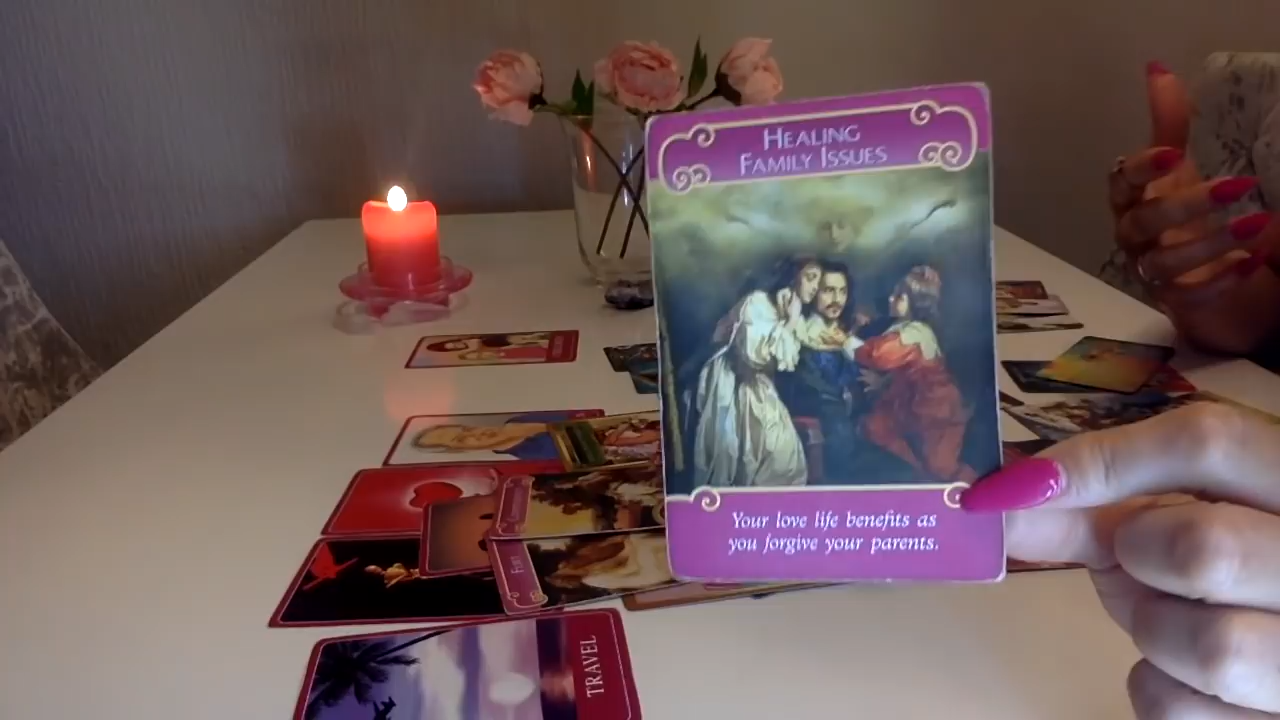 HEALING
FAMILY ISSUES
Your love life benefits as
you forgive your parents.
TRAVEL